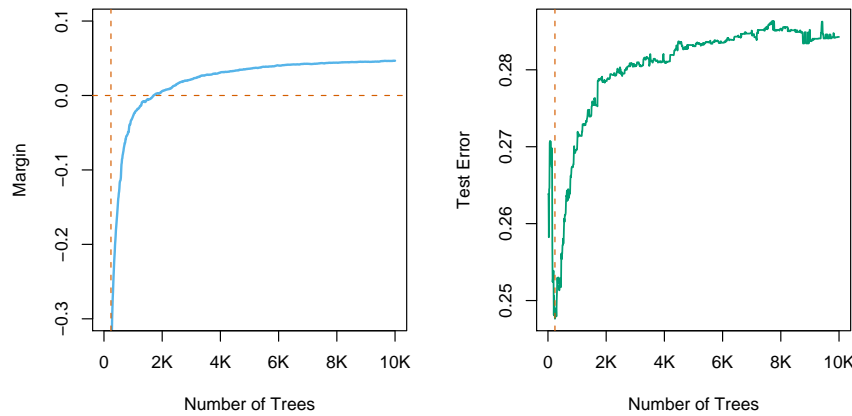 Margin
0.1
0.0
−0.1
−0.2
−0.3
0 2K 4K 6K 8K 10K
Number of Trees
Test Error
0.28
0.27
0.26
0.25
0 2K 4K 6K 8K 10K
Number of Trees